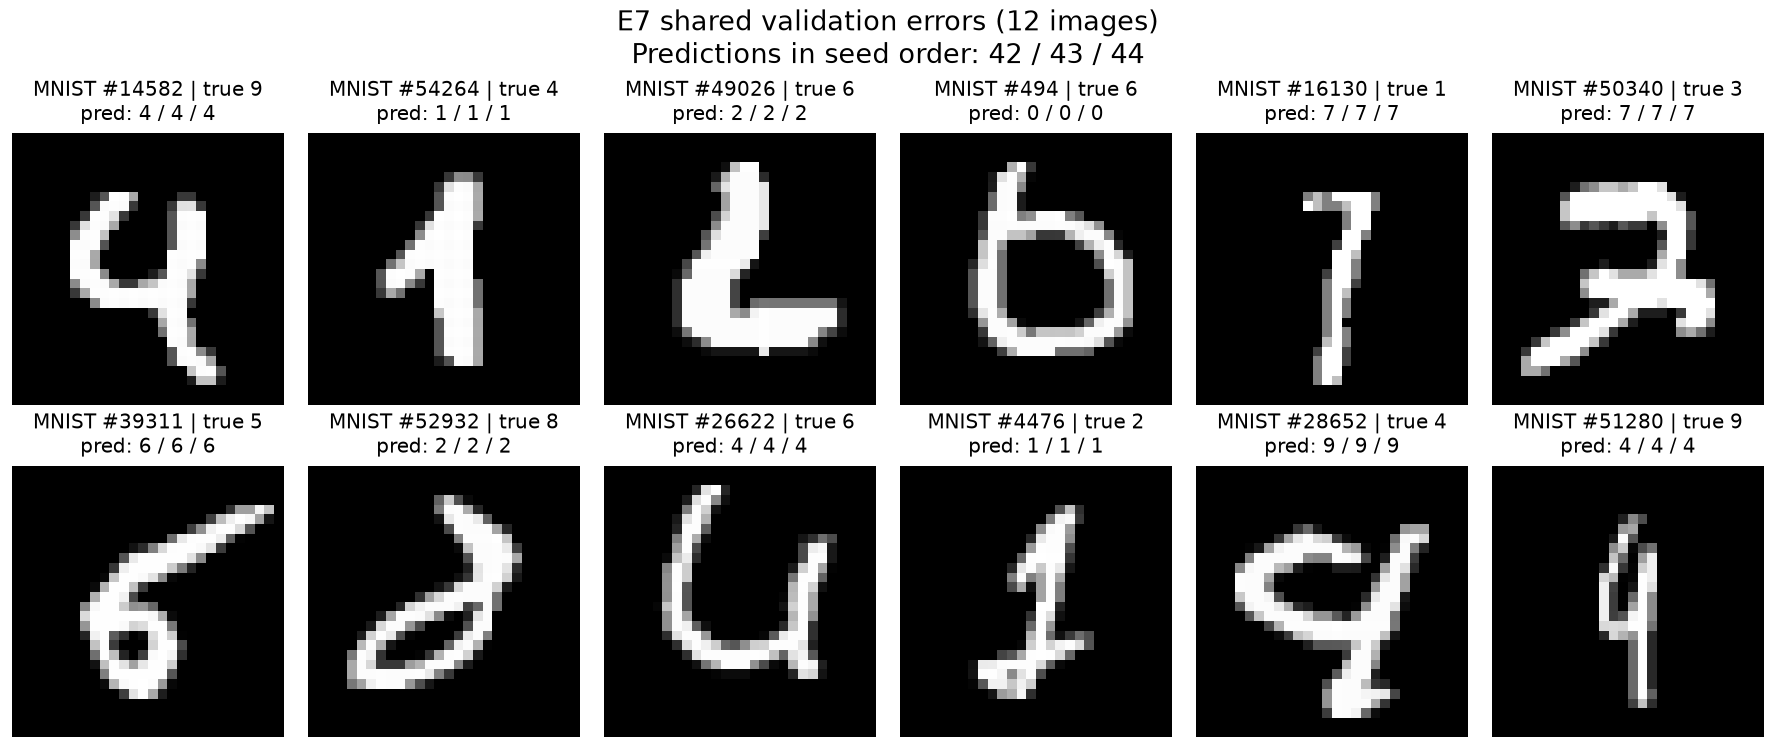 E7 shared validation errors (12 images)
Predictions in seed order: 42 / 43 / 44
MNIST #14582 | true 9
pred: 4 / 4 / 4
MNIST #54264 | true 4
pred: 1 / 1 / 1
MNIST #49026 | true 6
pred: 2 / 2 / 2
MNIST #494 | true 6
pred: 0 / 0 / 0
MNIST #16130 | true 1
pred: 7 / 7 / 7
MNIST #50340 | true 3
pred: 7 / 7 / 7
MNIST #39311 | true 5
pred: 6 / 6 / 6
MNIST #52932 | true 8
pred: 2 / 2 / 2
MNIST #26622 | true 6
pred: 4 / 4 / 4
MNIST #4476 | true 2
pred: 1 / 1 / 1
MNIST #28652 | true 4
pred: 9 / 9 / 9
MNIST #51280 | true 9
pred: 4 / 4 / 4